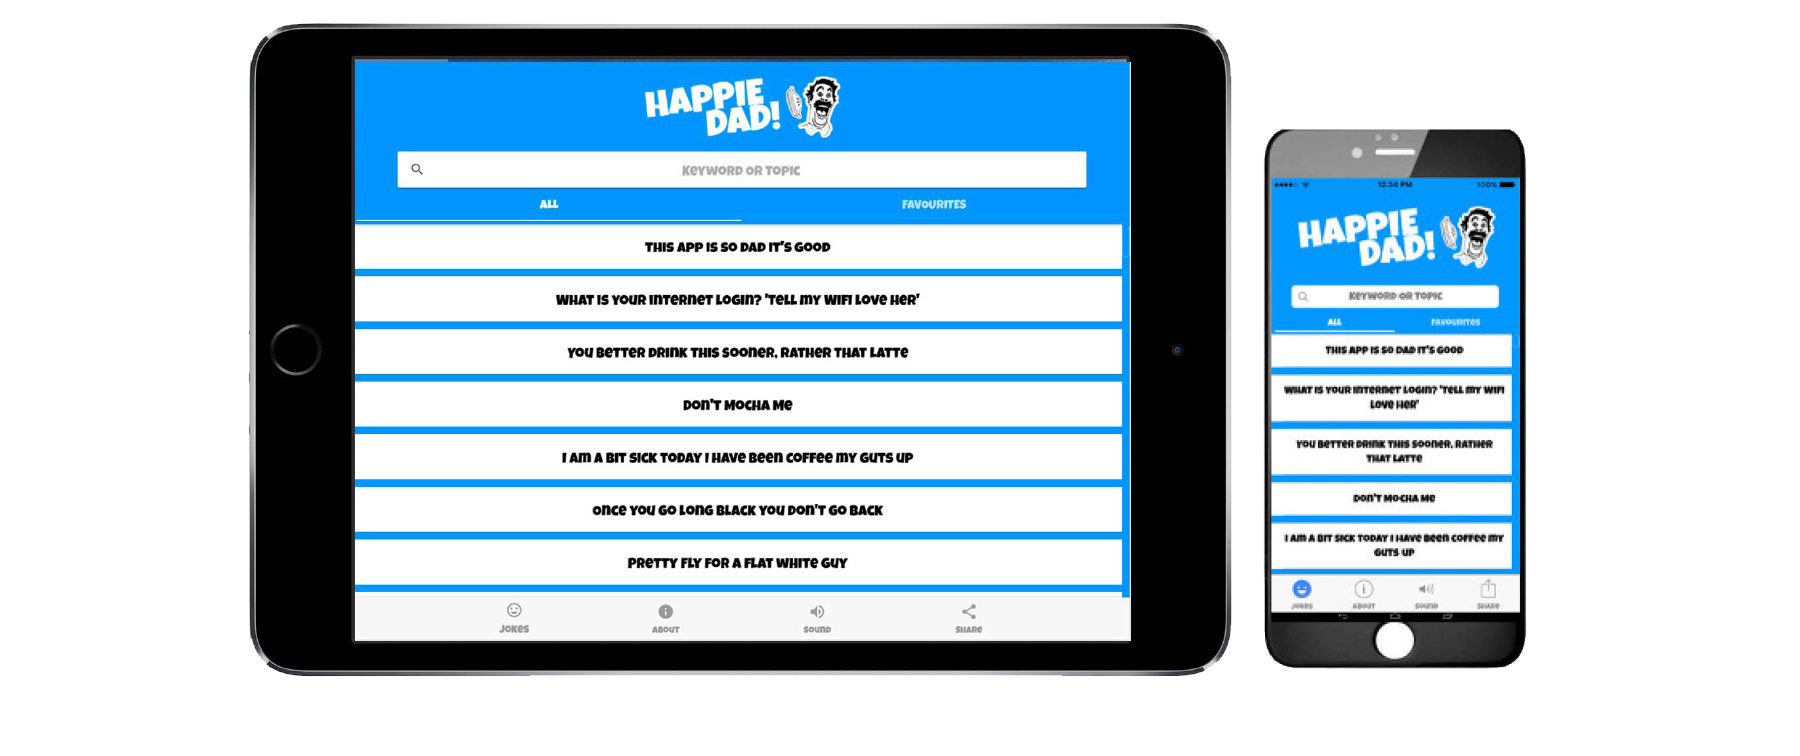 HAPPIE
DAD!
KEYWORD OR TOPIC
ALL
FAVOURITES
THIS APP IS SO DAD IT'S GOOD
WHAT IS YOUR INTERNET LOGIN? 'TELL MY WIFI LOVE HER'
YOU BETTER DRINK THIS SOONER, RATHER THAT LATTE
DON'T MOCHA ME
I AM A BIT SICK TODAY I HAVE BEEN COFFEE MY GUTS UP
ONCE YOU GO LONG BLACK YOU DON'T GO BACK
PRETTY FLY FOR A FLAT WHITE GUY
JOKES
ABOUT
SOUND
SHARE
12:34 PM
100%
HAPPIE
DAD!
KEYWORD OR TOPIC
ALL
FAVOURITES
THIS APP IS SO DAD IT'S GOOD
WHAT IS YOUR INTERNET LOGIN? 'TELL MY WIFI
LOVE HER'
YOU BETTER DRINK THIS SOONER, RATHER
THAT LATTE
DON'T MOCHA ME
I AM A BIT SICK TODAY I HAVE BEEN COFFEE MY
GUTS UP
JOKES
ABOUT
SOUND
SHARE